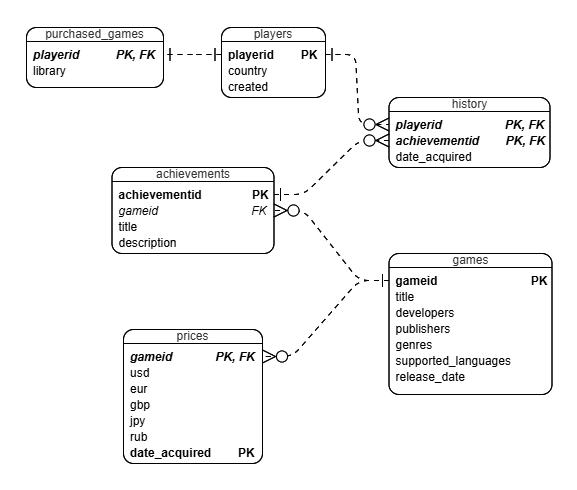 purchased_games
playerid PK, FK
library
players
playerid PK
country
created
history
playerid PK, FK
achievementid PK, FK
date_acquired
achievements
achievementid PK
gameid FK
title
description
games
gameid PK
title
developers
publishers
genres
supported_languages
release_date
prices
gameid PK, FK
usd
eur
gbp
jpy
rub
date_acquired PK